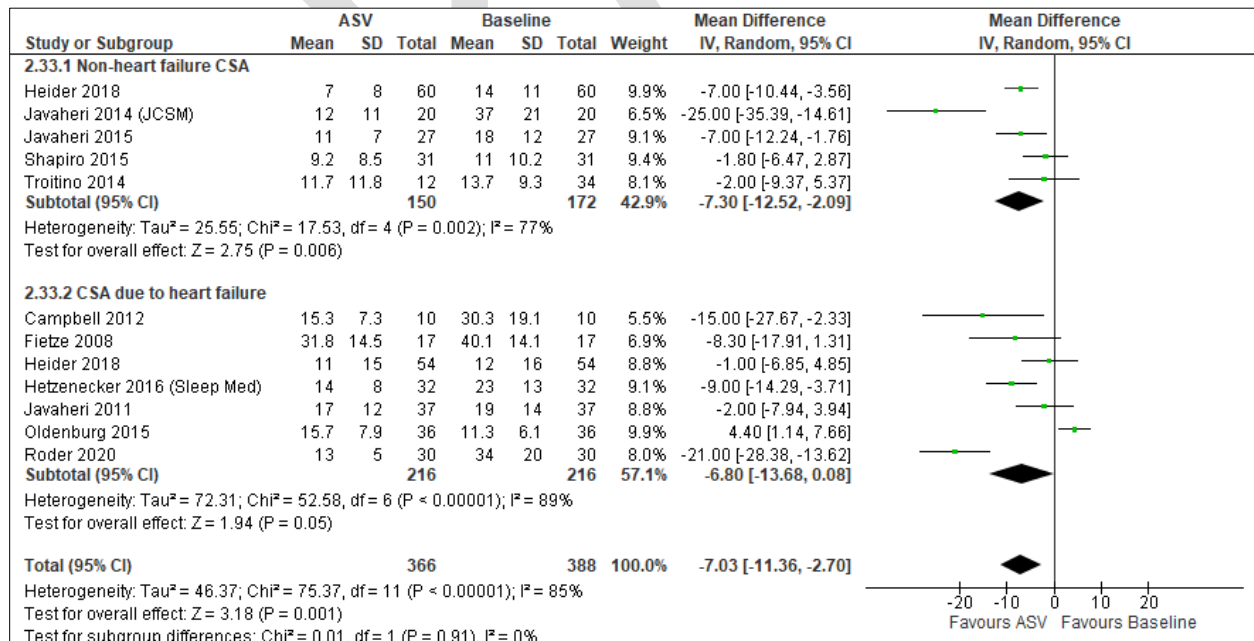 ASV Baseline Mean Difference Mean Difference
Study or Subgroup Mean SD Total Mean SD Total Weight IV, Random, 95% CI IV, Random, 95% CI
2.33.1 Non-heart failure CSA
Heider 2018 7 8 60 14 11 60 9.9% -7.00 [-10.44, -3.56]
Javaheri 2014 (JCSM) 12 11 20 37 21 20 6.5% -25.00 [-35.39, -14.61]
Javaheri 2015 11 7 27 18 12 27 9.1% -7.00 [-12.24, -1.76]
Shapiro 2015 9.2 8.5 31 11 10.2 31 9.4% -1.80 [-6.47, 2.87]
Troitino 2014 11.7 11.8 12 13.7 9.3 34 8.1% -2.00 [-9.37, 5.37]
Subtotal (95% CI) 150 172 42.9% -7.30 [-12.52, -2.09]
Heterogeneity: Tau² = 25.55; Chi² = 17.53, df = 4 (P = 0.002); I² = 77%
Test for overall effect: Z = 2.75 (P = 0.006)
2.33.2 CSA due to heart failure
Campbell 2012 15.3 7.3 10 30.3 19.1 10 5.5% -15.00 [-27.67, -2.33]
Fietze 2008 31.8 14.5 17 40.1 14.1 17 6.9% -8.30 [-17.91, 1.31]
Heider 2018 11 15 54 12 16 54 8.8% -1.00 [-6.85, 4.85]
Hetzenecker 2016 (Sleep Med) 14 8 32 23 13 32 9.1% -9.00 [-14.29, -3.71]
Javaheri 2011 17 12 37 19 14 37 8.8% -2.00 [-7.94, 3.94]
Oldenburg 2015 15.7 7.9 36 11.3 6.1 36 9.9% 4.40 [1.14, 7.66]
Roder 2020 13 5 30 34 20 30 8.0% -21.00 [-28.38, -13.62]
Subtotal (95% CI) 216 216 57.1% -6.80 [-13.68, 0.08]
Heterogeneity: Tau² = 72.31; Chi² = 52.58, df = 6 (P < 0.00001); I² = 89%
Test for overall effect: Z = 1.94 (P = 0.05)
Total (95% CI) 366 388 100.0% -7.03 [-11.36, -2.70]
Heterogeneity: Tau² = 46.37; Chi² = 75.37, df = 11 (P < 0.00001); I² = 85%
Test for overall effect: Z = 3.18 (P = 0.001)
Test for subgroup differences: Chi² = 0.01, df = 1 (P = 0.91), I² = 0%
-20 -10 0 10 20
Favours ASV Favours Baseline